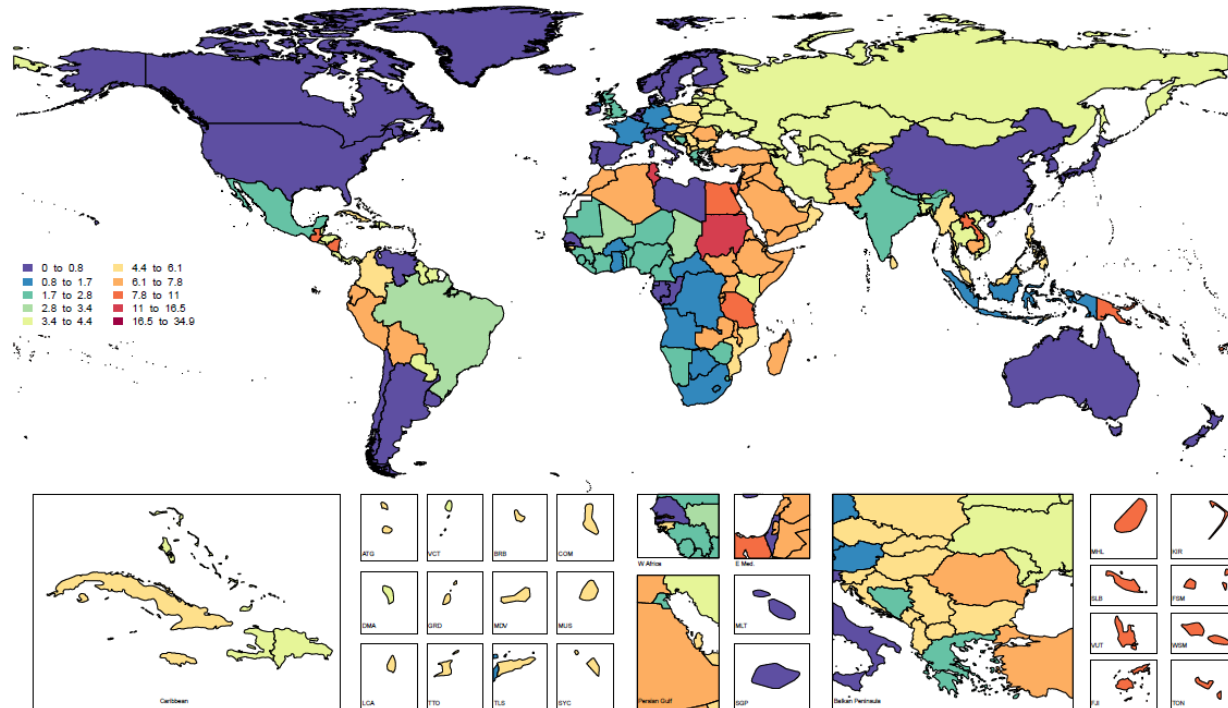 0 to 0.8
0.8 to 1.7
1.7 to 2.8
2.8 to 3.4
3.4 to 4.4
4.4 to 6.1
6.1 to 7.8
7.8 to 11
11 to 16.5
16.5 to 34.9
Caribbean
ATG
VCT
BRB
COM
DMA
GRD
MDV
MUS
LCA
TTO
TLS
SYC
W Africa
E Med.
Persian Gulf
MLT
SGP
Balkan Peninsula
MHL
KIR
SLB
FSM
VUT
WSM
FJI
TON